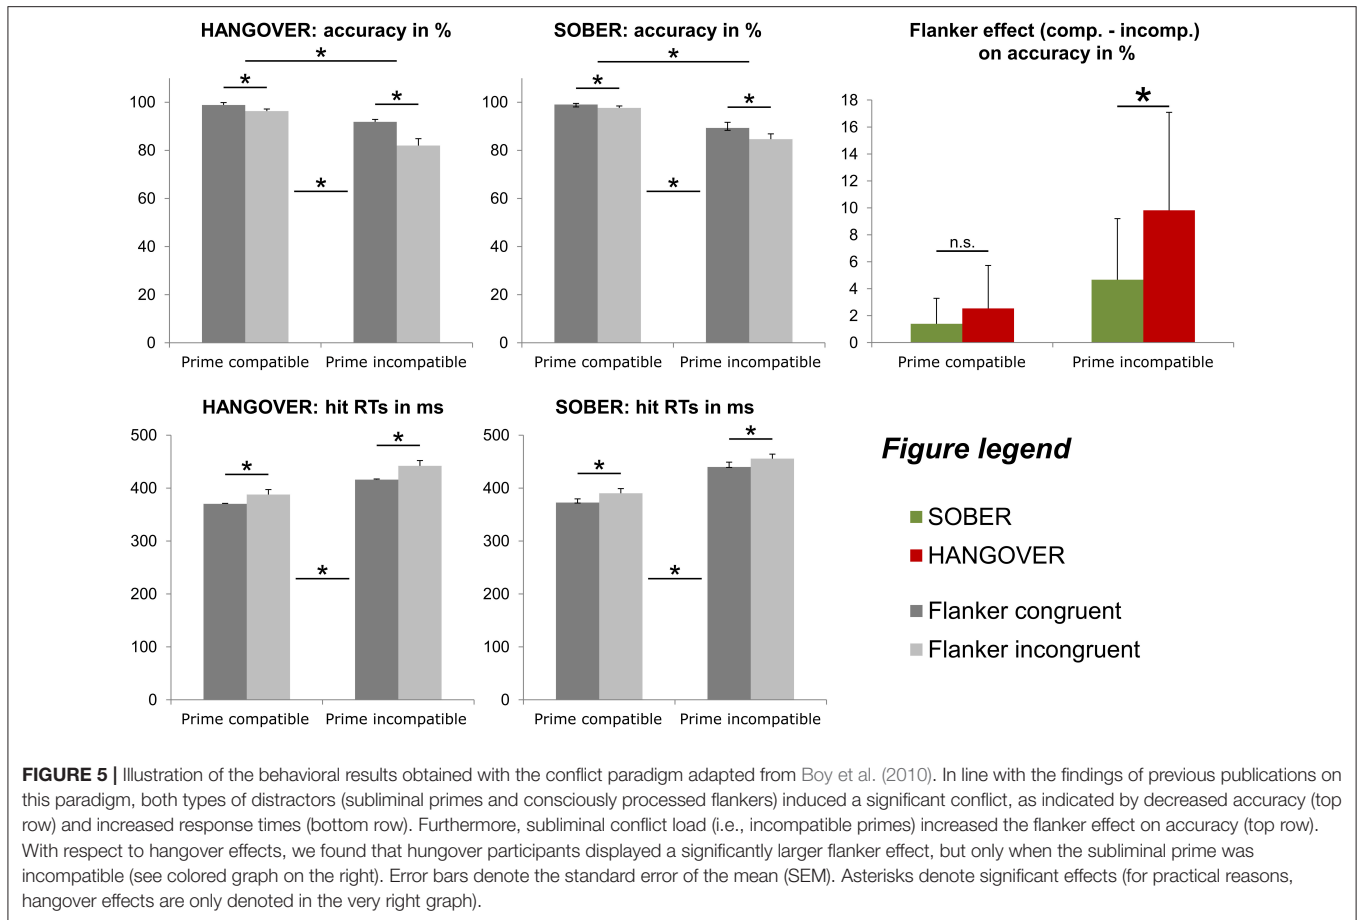 HANGOVER: accuracy in %
*
*
*
*
100
80
60
40
20
0
Prime compatible
Prime incompatible
SOBER: accuracy in %
*
*
*
*
100
80
60
40
20
0
Prime compatible
Prime incompatible
Flanker effect (comp. - incomp.)
on accuracy in %
18
16
14
12
10
8
6
4
2
0
n.s.
*
Prime compatible
Prime incompatible
HANGOVER: hit RTs in ms
*
*
*
500
400
300
200
100
0
Prime compatible
Prime incompatible
SOBER: hit RTs in ms
*
*
*
500
400
300
200
100
0
Prime compatible
Prime incompatible
Figure legend
SOBER
HANGOVER
Flanker congruent
Flanker incongruent
FIGURE 5 | Illustration of the behavioral results obtained with the conflict paradigm adapted from Boy et al. (2010). In line with the findings of previous publications on
this paradigm, both types of distractors (subliminal primes and consciously processed flankers) induced a significant conflict, as indicated by decreased accuracy (top
row) and increased response times (bottom row). Furthermore, subliminal conflict load (i.e., incompatible primes) increased the flanker effect on accuracy (top row).
With respect to hangover effects, we found that hungover participants displayed a significantly larger flanker effect, but only when the subliminal prime was
incompatible (see colored graph on the right). Error bars denote the standard error of the mean (SEM). Asterisks denote significant effects (for practical reasons,
hangover effects are only denoted in the very right graph).